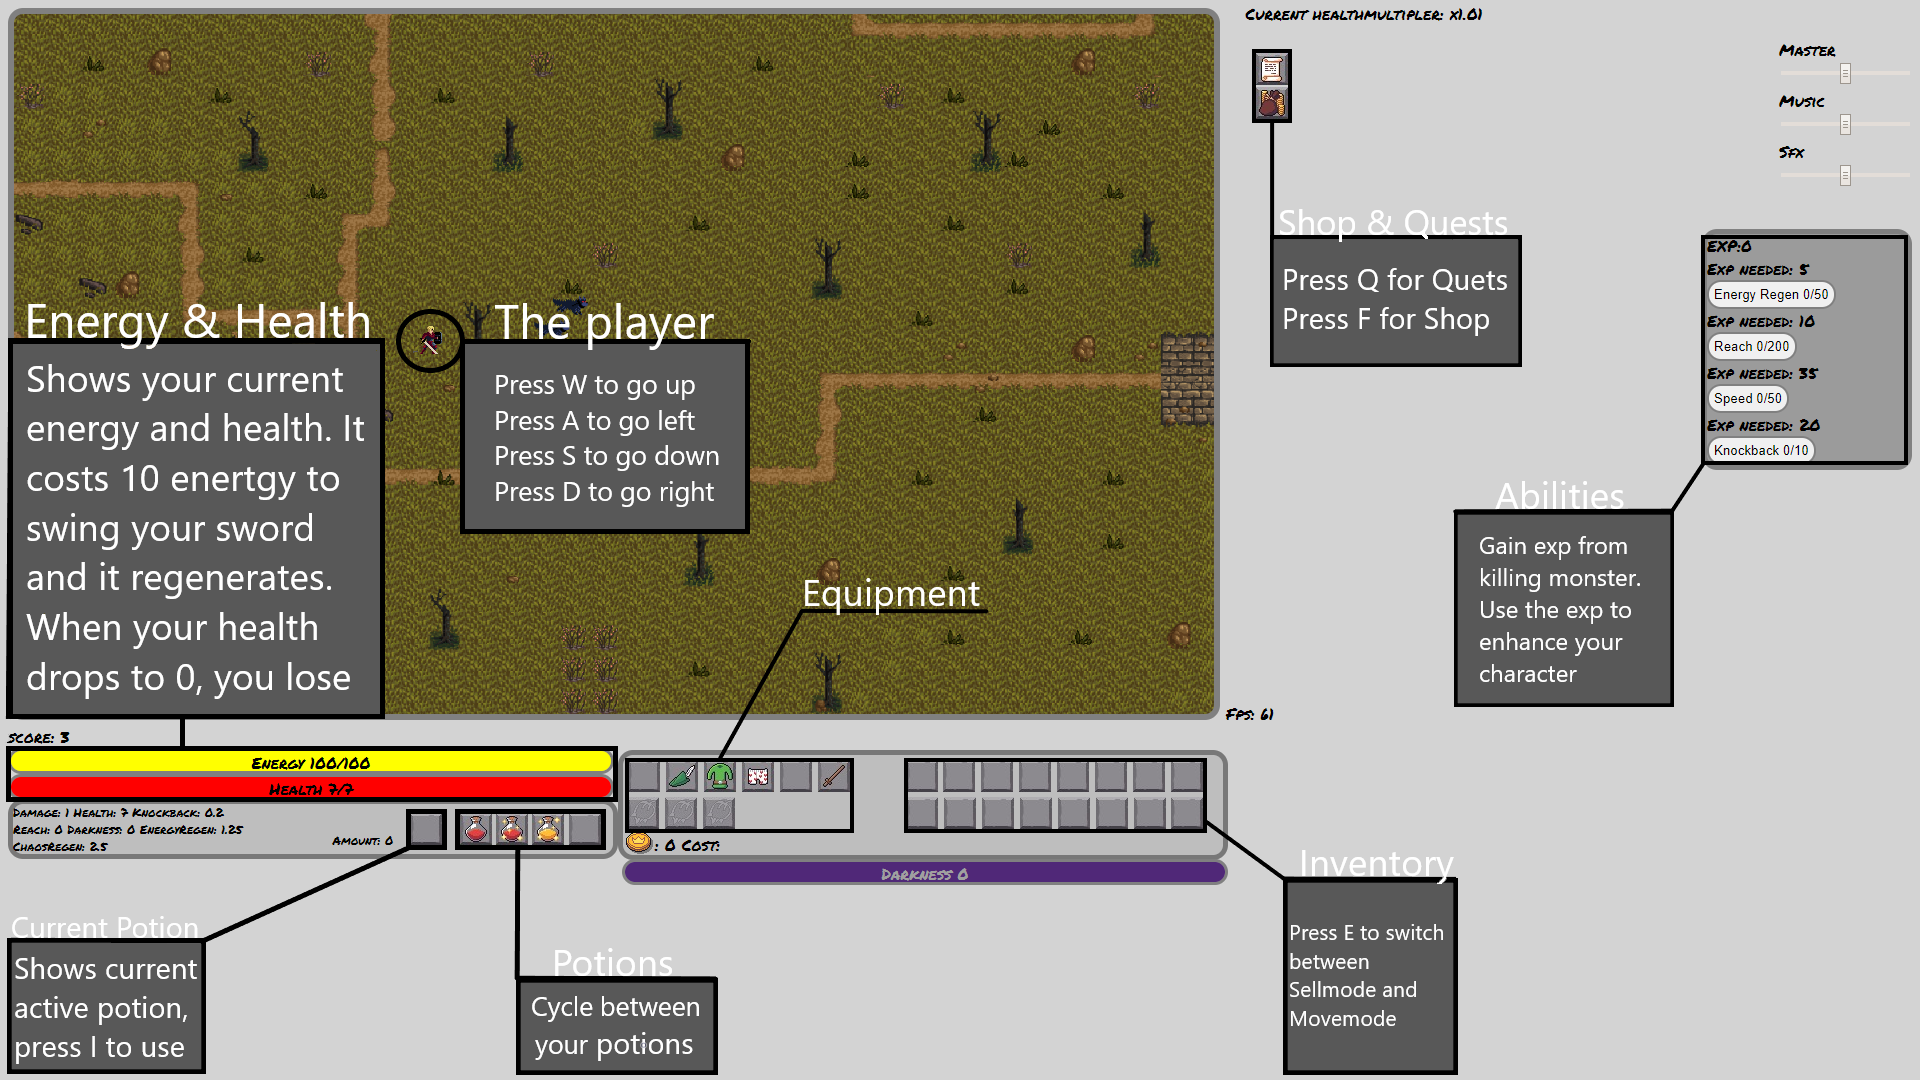 Current healthmultipler: x1.01
Master
Music
Sfx
Shop & Quests
Press Q for Quets
Press F for Shop
EXP:0
Exp needed: 5
Energy Regen 0/50
Exp needed: 10
Reach 0/200
Exp needed: 35
Speed 0/50
Exp needed: 20
Knockback 0/10
Energy & Health
Shows your current
energy and health. It
costs 10 enertgy to
swing your sword
and it regenerates.
When your health
drops to 0, you lose
The player
Press W to go up
Press A to go left
Press S to go down
Press D to go right
Abilities
Gain exp from
killing monster.
Use the exp to
enhance your
character
Equipment
Fps: 61
score: 3
Energy 100/100
Health 7/7
Damage: 1 Health: 7 Knockback: 0.2
Reach: 0 Darkness: 0 EnergyRegen: 1.25
ChaosRegen: 2.5
Amount: 0
: 0 Cost:
Darkness 0
Inventory
Press E to switch
between
Sellmode and
Movemode
Current Potion
Shows current
active potion,
press I to use
Potions
Cycle between
your potions